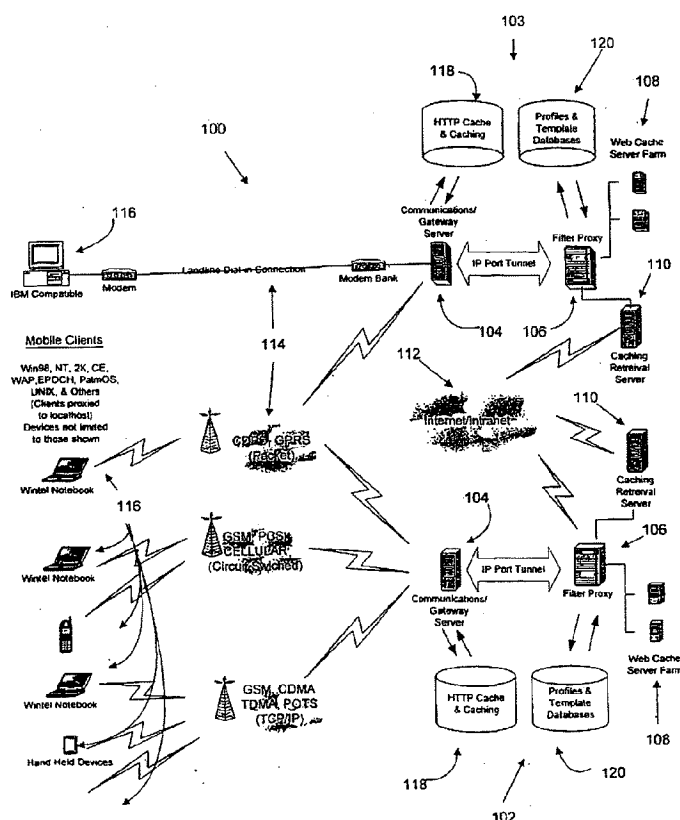 103
120
118
108
HTTP Cache
& Caching
Profiles &
Template
Databases
Web Cache
Server Farm
100
116
Communications/
Gateway
Server
Filter Proxy
110
IP Port Tunnel
Modem Bank
Landline Dial-in Connection
Modem
IBM Compatible
104
106
Mobile Clients
114
112
Caching
Retreival
Server
Win98, NT, 2X, CE,
WAP,EPDCH, PalmOS,
UNIX, & Others
(Clients proxied
to localhost)
Devices not limited
to those shown
Internet/Intranet
110
CDPD, GPRS
(Packet)
Wintel Notebook
104
Caching
Retreival
Server
116
106
GSM, PCSI,
CELLULAR
(Circuit Switched)
IP Port Tunnel
Wintel Notebook
Communications/
Gateway
Server
Filter Proxy
Web Cache
Server Farm
GSM, CDMA
TDMA, POTS
(TCP/IP)
HTTP Cache
& Caching
Profiles &
Template
Databases
Wintel Notebook
108
Hand Held Devices
118
120
102